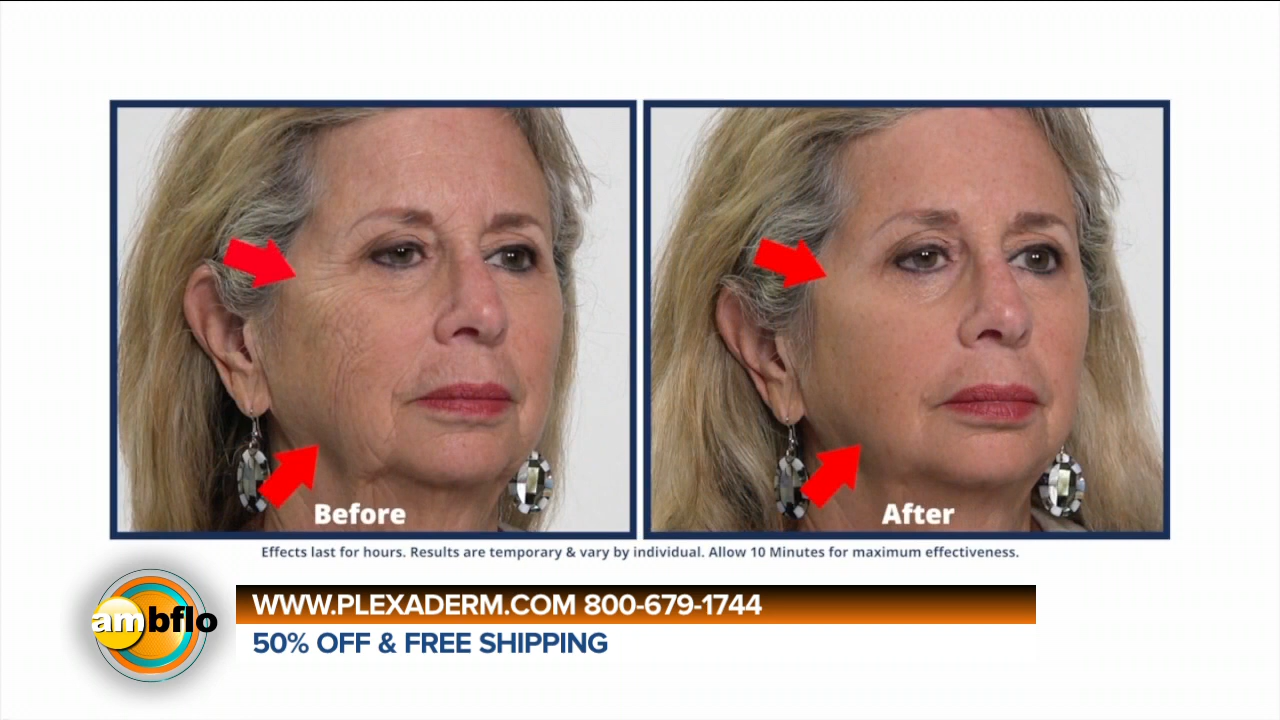 Before
After
Effects last for hours. Results are temporary & vary by individual. Allow 10 Minutes for maximum effectiveness.
ambflo
WWW.PLEXADERM.COM 800-679-1744
50% OFF & FREE SHIPPING